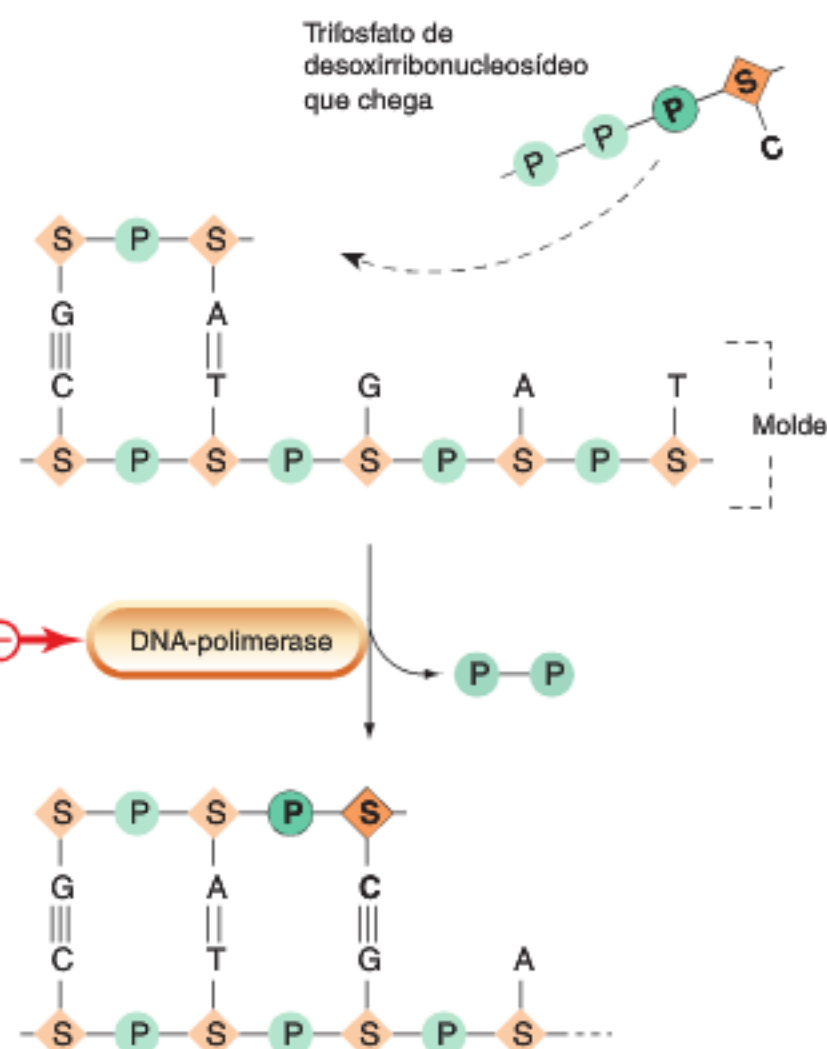 Trifosfato de
desoxirribonucleosídeo
que chega
P P P S
C
S P S
G A
C T G A T
Molde
S P S P S P S P S
DNA-polimerase
P P
S P S P S
G A C
C T G A
S P S P S P S